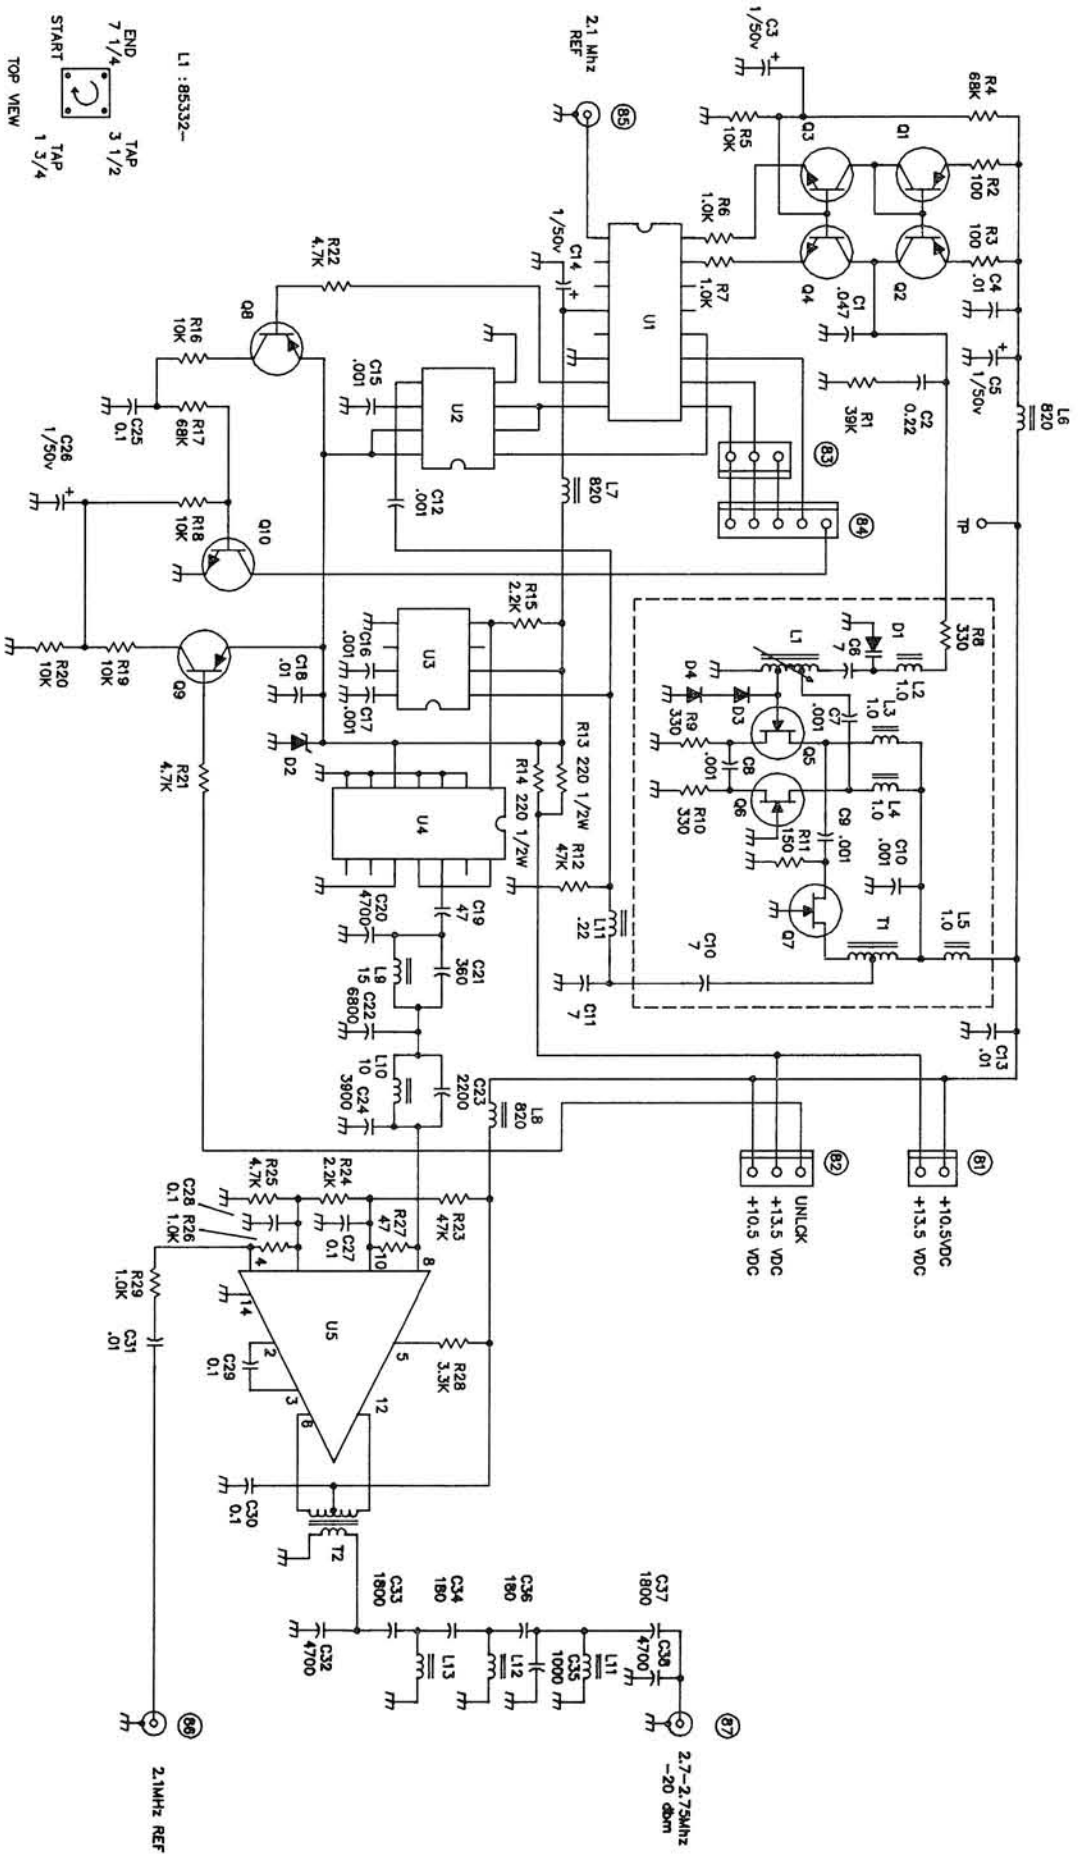 L6
820
R4
68K
R2
100
R3
100
C4
.01
C5
1/50v
C3
1/50v
+
+
R5
10K
Q3
Q1
Q4
Q2
C1
.047
R1
39K
C2
0.22
TP
R6
1.0K
R7
1.0K
2.1 Mhz
REF
85
C14
1/50v
+
U1
83
84
R22
4.7K
Q8
R16
10K
R17
68K
C25
0.1
C26
1/50v
+
R18
10K
Q10
C15
.001
U2
C12
.001
L7
820
R15
2.2K
U3
C16
.001
C17
.001
C18
.01
D2
R20
10K
R19
10K
Q9
R21
4.7K
R13 220 1/2W
R14 220 1/2W
U4
R12
47K
L11
.22
C11
7
C10
7
R8
330
D1
C6
7
L1
L2
1.0
L3
1.0
L4
1.0
C7
.001
D4
D3
R9
330
C8
.001
Q5
Q6
R10
330
R11
150
C9
.001
C10
.001
Q7
T1
L5
1.0
C13
.01
C19
47
C20
4700
C21
360
L9
15
C22
6800
L10
10
C23
2200
C24
3900
L8
820
82
UNLCK
+13.5 VDC
+10.5 VDC
81
+10.5VDC
+13.5 VDC
R25
4.7K
R24
2.2K
R23
47K
C28
0.1
R26
1.0K
C27
0.1
R27
47
4
10
8
14
U5
2
3
5
12
6
R28
3.3K
C29
0.1
R29
1.0K
C31
.01
C30
0.1
T2
C32
4700
C33
1800
C34
180
C36
180
L13
L12
C35
1000
L11
C37
1800
C38
4700
87
2.7-2.75Mhz
-20 dbm
86
2.1MHz REF
L1 :85332-
END
7 1/4
TAP
3 1/2
START
TAP
1 3/4
TOP VIEW